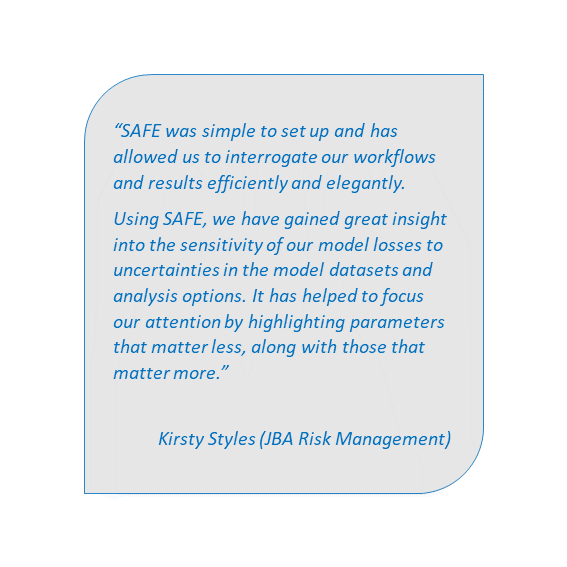 “SAFE was simple to set up and has
allowed us to interrogate our workflows
and results efficiently and elegantly.
Using SAFE, we have gained great insight
into the sensitivity of our model losses to
uncertainties in the model datasets and
analysis options. It has helped to focus
our attention by highlighting parameters
that matter less, along with those that
matter more.”
Kirsty Styles (JBA Risk Management)